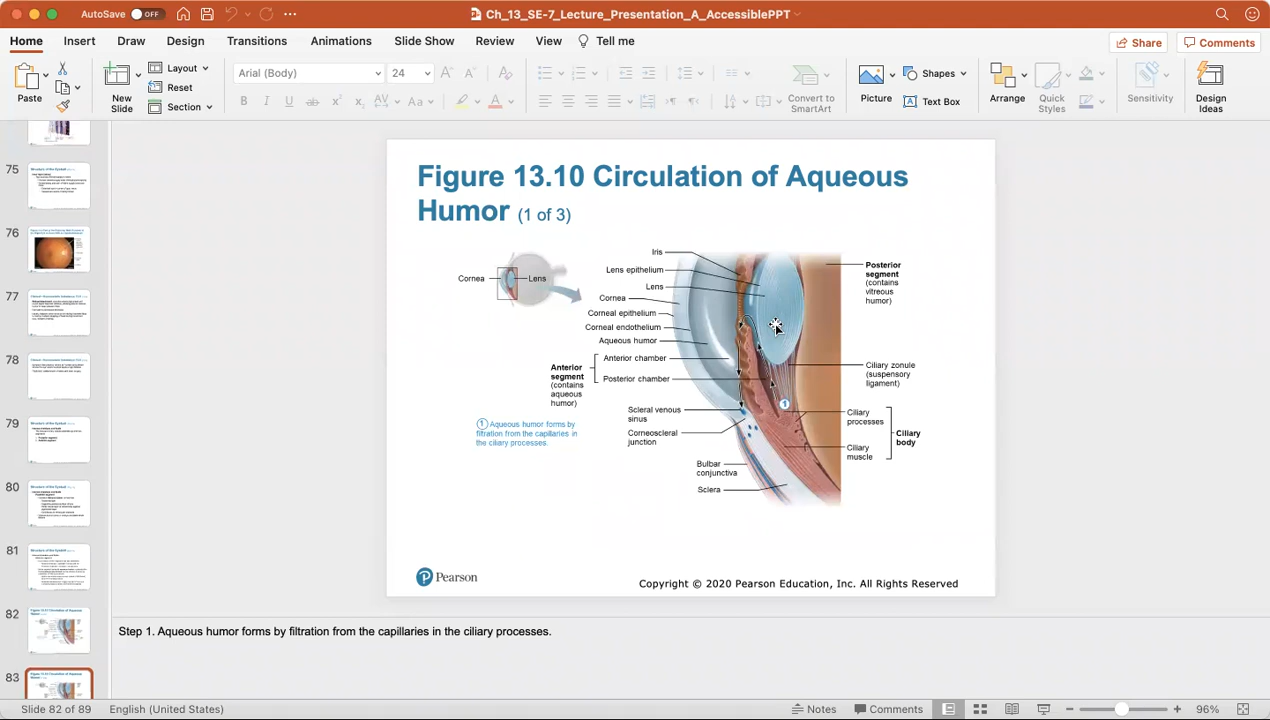 AutoSave OFF
Ch_13_SE-7_Lecture_Presentation_A_AccessiblePPT
Home Insert Draw Design Transitions Animations Slide Show Review View Tell me
Share Comments
Paste
New Slide
Layout
Reset
Section
Arial (Body) 24
Convert to SmartArt
Picture
Shapes
Text Box
Arrange
Quick Styles
Sensitivity
Design Ideas
75
76
77
78
79
80
81
82
83
Figure 13.10 Circulation of Aqueous
Humor (1 of 3)
Cornea
Lens
Iris
Lens epithelium
Lens
Cornea
Corneal epithelium
Corneal endothelium
Aqueous humor
Anterior chamber
Posterior chamber
Anterior
segment
(contains
aqueous
humor)
Scleral venous
sinus
Corneoscleral
junction
Bulbar
conjunctiva
Sclera
Posterior
segment
(contains
vitreous
humor)
Ciliary zonule
(suspensory
ligament)
Ciliary
processes
Ciliary
muscle
Ciliary
body
1
1 Aqueous humor forms by
filtration from the capillaries in
the ciliary processes.
Pearson
Copyright © 2020 Pearson Education, Inc. All Rights Reserved
Step 1. Aqueous humor forms by filtration from the capillaries in the ciliary processes.
Slide 82 of 89 English (United States) Notes Comments 96%